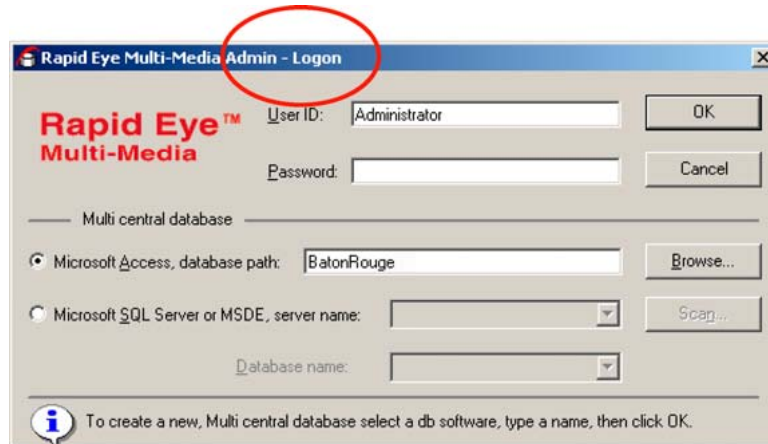 Rapid Eye Multi-Media Admin - Logon
Rapid Eye™
Multi-Media
User ID: Administrator OK
Password: Cancel
Multi central database
Microsoft Access, database path: BatonRouge Browse...
Microsoft SQL Server or MSDE, server name: Scan...
Database name:
To create a new, Multi central database select a db software, type a name, then click OK.